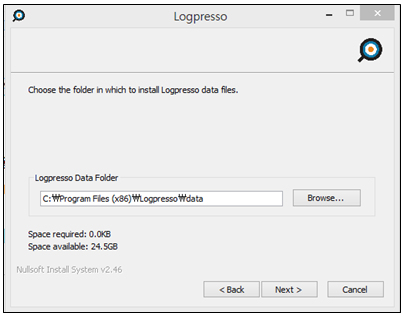 Logpresso
Choose the folder in which to install Logpresso data files.
Logpresso Data Folder
C:₩Program Files (x86)₩Logpresso₩data
Browse...
Space required: 0.0KB
Space available: 24.5GB
Nullsoft Install System v2.46
< Back Next > Cancel